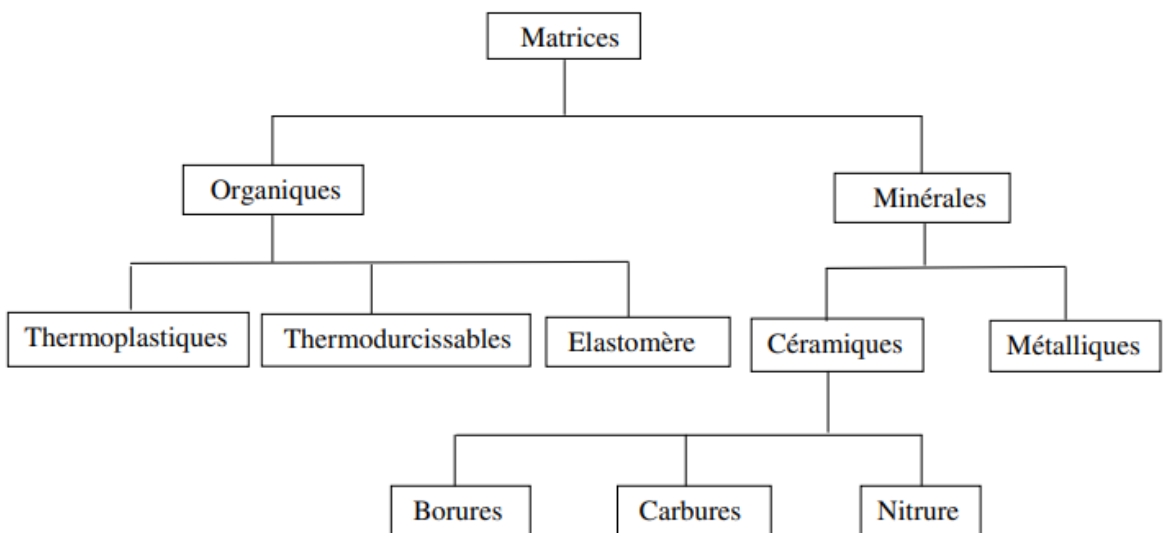 Matrices
Organiques
Minérales
Thermoplastiques
Thermodurcissables
Elastomère
Céramiques
Métalliques
Borures
Carbures
Nitrure